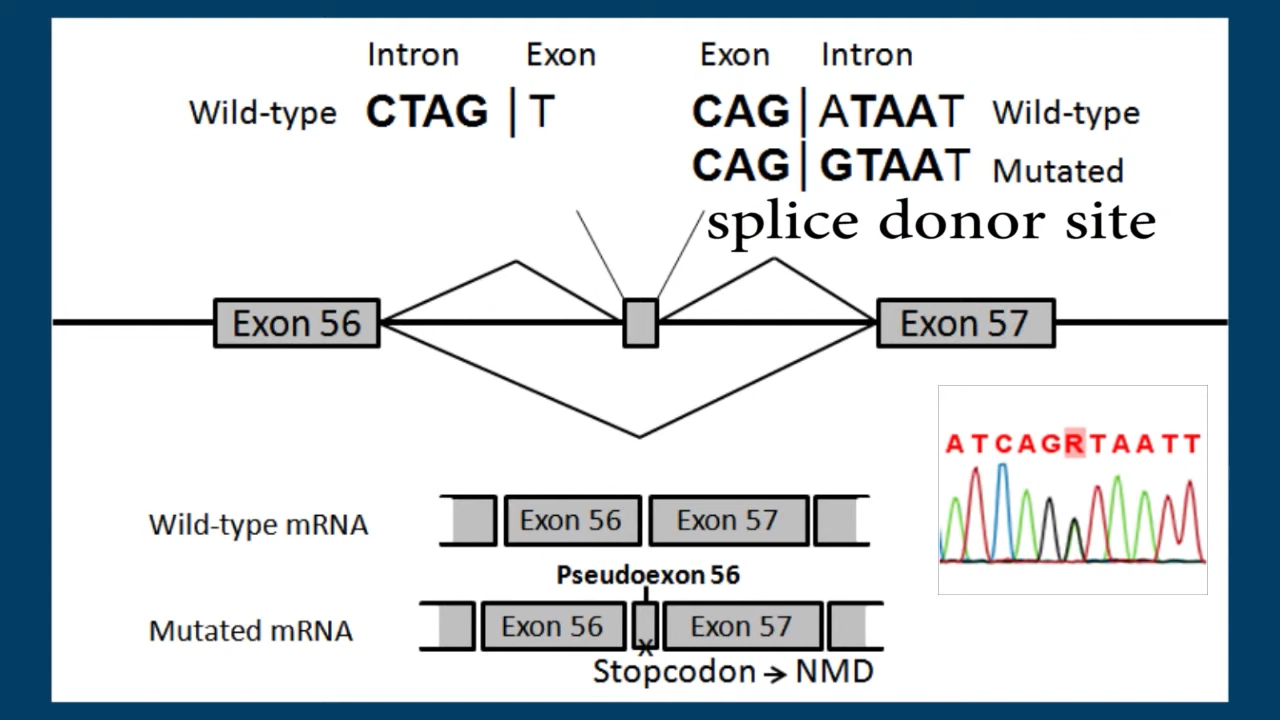 Intron Exon Exon Intron
Wild-type CTAG | T CAG | ATAAT Wild-type
CAG | GTAAT Mutated
splice donor site
Exon 56 Exon 57
ATCAGRTAATT
Wild-type mRNA Exon 56 Exon 57
Pseudoexon 56
Mutated mRNA Exon 56 Exon 57
x
Stopcodon → NMD